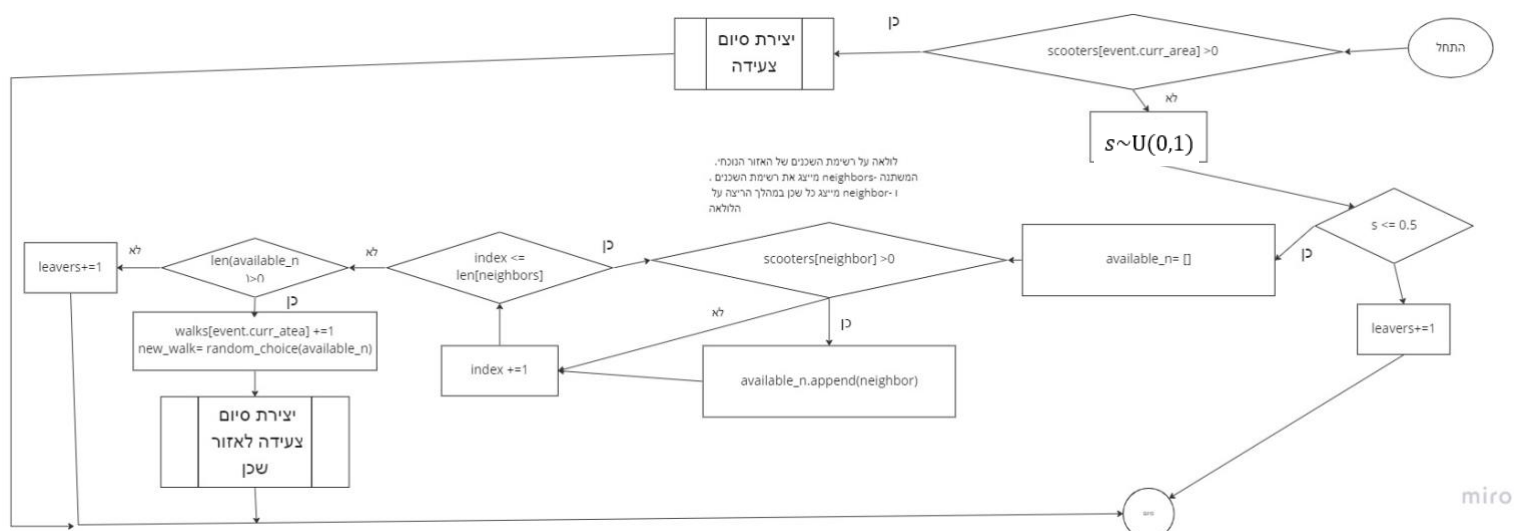 התחל
scooters[event.curr_area] >0
כן
יצירת סיום
צעידה
לא
s~U(0,1)
s <= 0.5
כן
leavers+=1
available_n= []
לולאה על רשימת השכנים של האזור הנוכחי.
המשתנה -neighbors מייצג את רשימת השכנים .
ו -neighbor מייצג כל שכן במהלך הריצה על
הלולאה
scooters[neighbor] >0
כן
available_n.append(neighbor)
לא
index +=1
index <=
len[neighbors]
כן
לא
len(available_n
)>0
לא
leavers+=1
כן
walks[event.curr_atea] +=1
new_walk= random_choice(available_n)
יצירת סיום
צעידה לאזור
שכן
miro